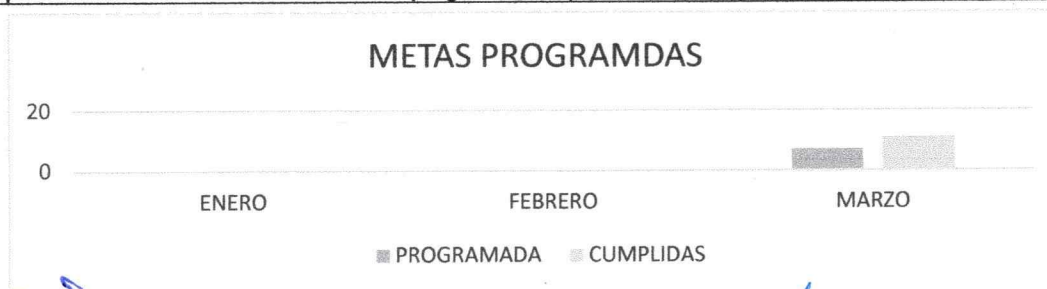 METAS PROGRAMDAS
20
0
ENERO FEBRERO MARZO
PROGRAMADA CUMPLIDAS